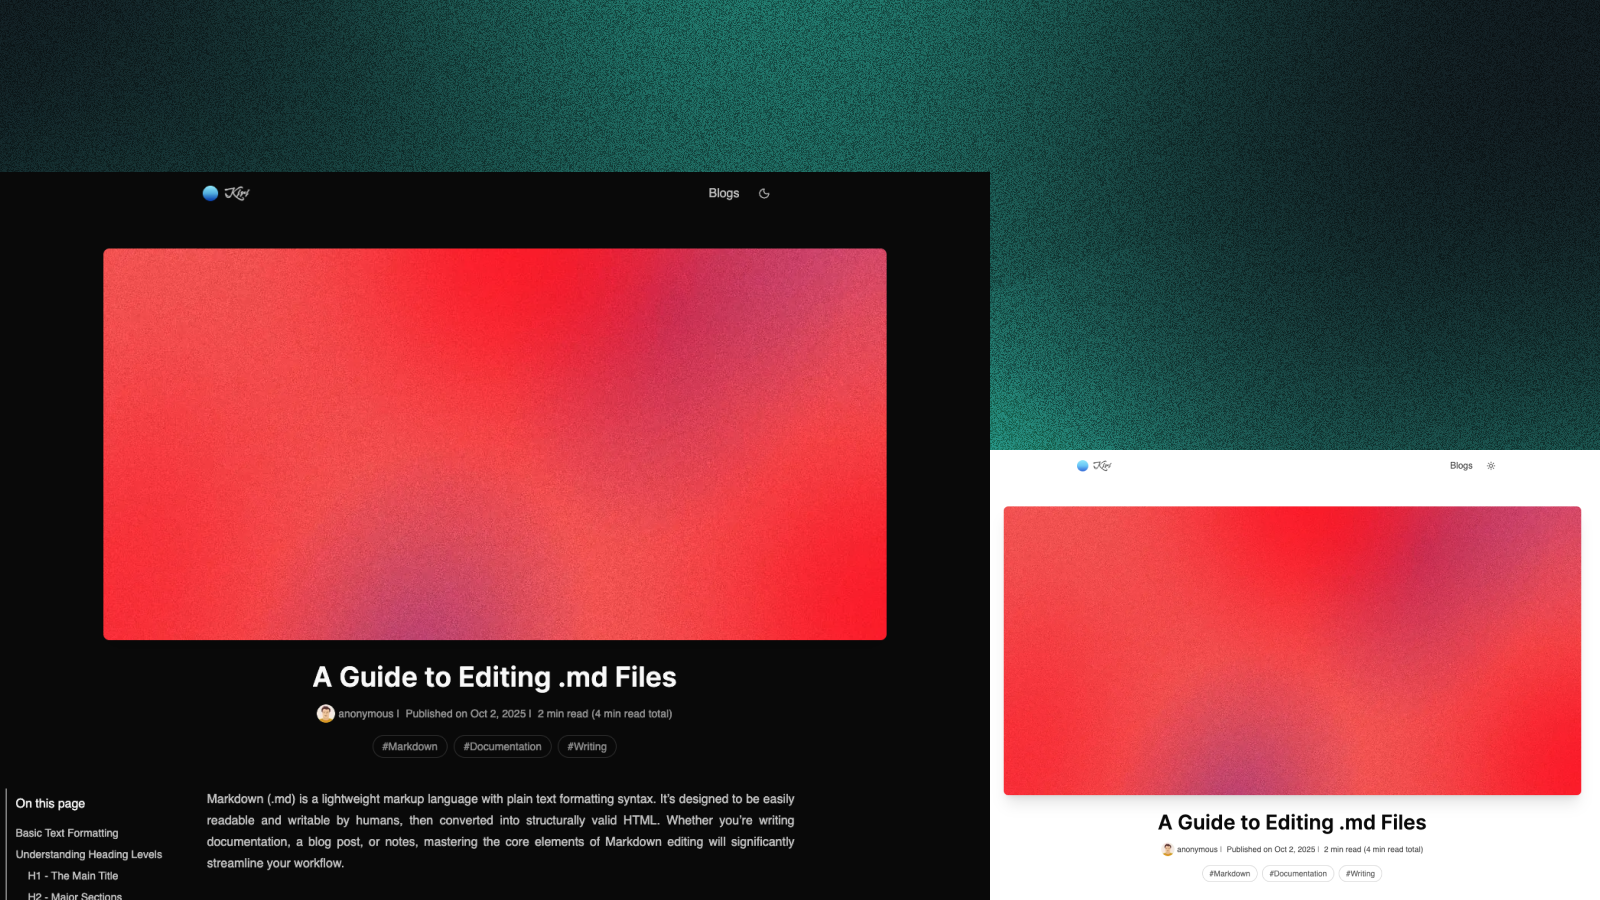 Kiri
Blogs
A Guide to Editing .md Files
anonymous | Published on Oct 2, 2025 | 2 min read (4 min read total)
#Markdown #Documentation #Writing
On this page
Basic Text Formatting
Understanding Heading Levels
H1 - The Main Title
H2 - Major Sections
Markdown (.md) is a lightweight markup language with plain text formatting syntax. It's designed to be easily
readable and writable by humans, then converted into structurally valid HTML. Whether you're writing
documentation, a blog post, or notes, mastering the core elements of Markdown editing will significantly
streamline your workflow.
Kiri
Blogs
A Guide to Editing .md Files
anonymous | Published on Oct 2, 2025 | 2 min read (4 min read total)
#Markdown #Documentation #Writing